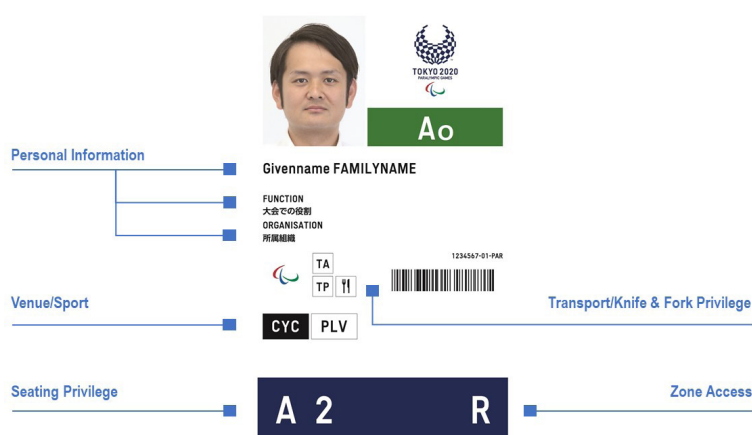 TOKYO 2020
PARALYMPIC GAMES
Ao
Personal Information
Givenname FAMILYNAME
FUNCTION
大会での役割
ORGANISATION
所属組織
1234567-01-PAR
TA
TP
Venue/Sport
Transport/Knife & Fork Privilege
CYC PLV
Seating Privilege
Zone Access
A 2 R